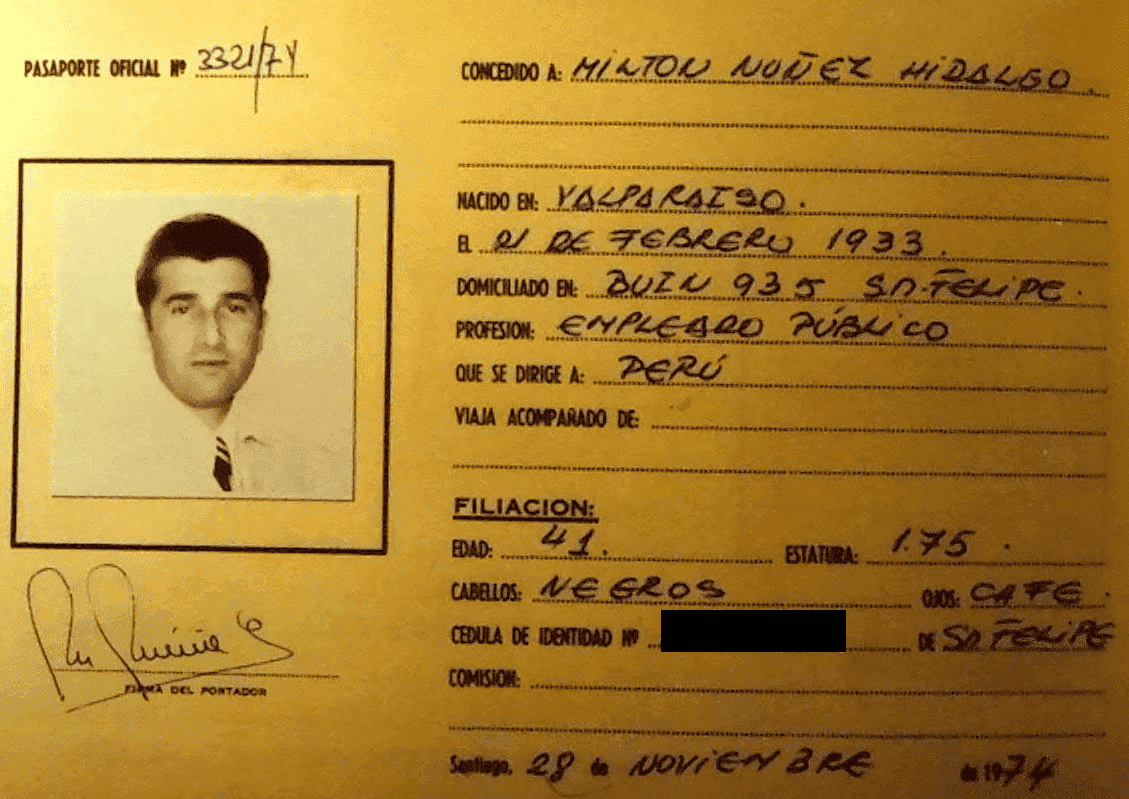 PASAPORTE OFICIAL Nº 3321/74
CONCEDIDO A: MILTON NUÑEZ HIDALGO.
NACIDO EN: VALPARAISO.
EL 21 DE FEBRERO 1933.
DOMICILIADO EN: BUIN 935 SN. FELIPE.
PROFESION: EMPLEADO PÚBLICO
QUE SE DIRIGE A: PERÚ
VIAJA ACOMPAÑADO DE:
FILIACION:
EDAD: 41. ESTATURA: 1.75.
CABELLOS: NEGROS OJOS: CAFE.
CEDULA DE IDENTIDAD Nº DE SN FELIPE
COMISION:
FIRMA DEL PORTADOR
Santiago, 28 de NOVIEMBRE de 1974